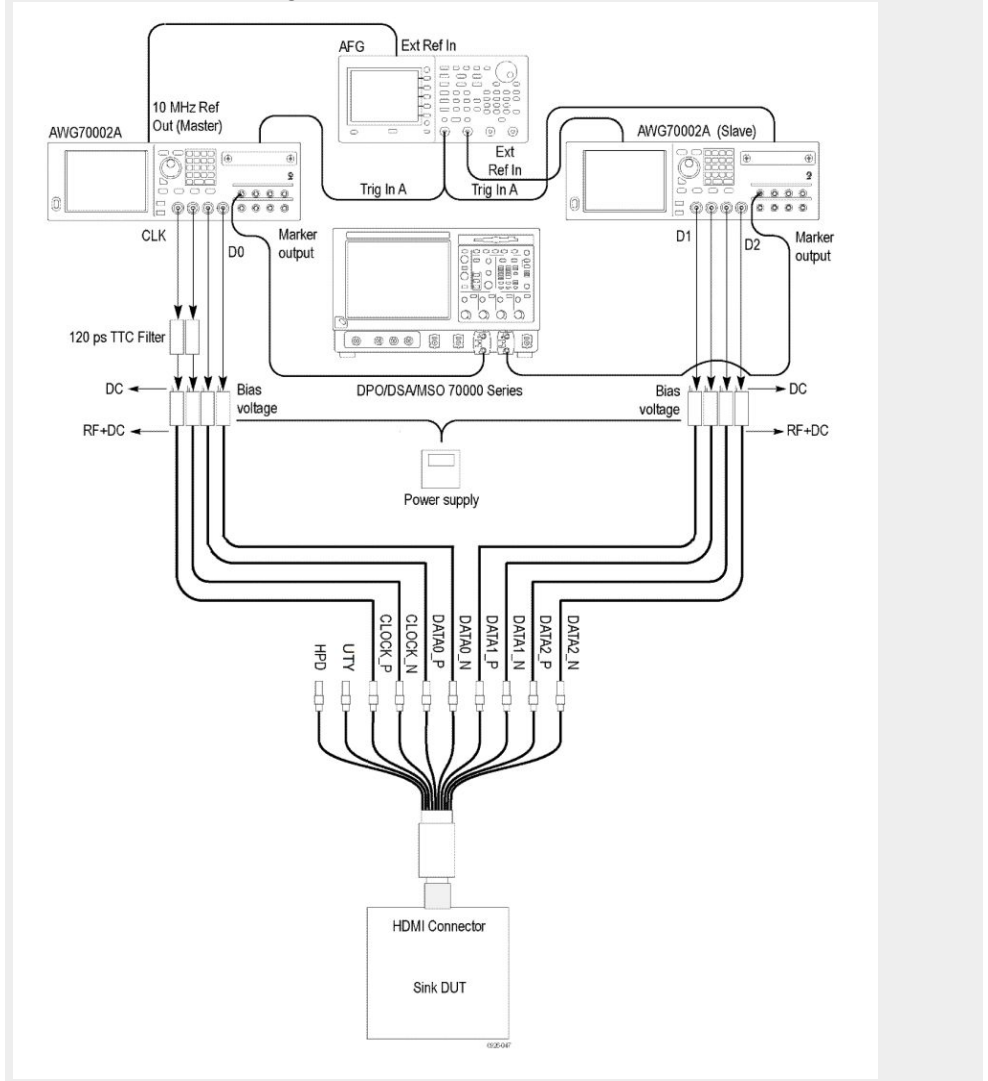 AFG
Ext Ref In
10 MHz Ref
Out (Master)
AWG70002A
AWG70002A (Slave)
Ext
Ref In
Trig In A
Trig In A
CLK
D0
Marker
output
D1
D2
Marker
output
120 ps TTC Filter
DC
Bias
voltage
DPO/DSA/MSO 70000 Series
Bias
voltage
DC
RF+DC
RF+DC
Power supply
HPD
UTY
CLOCK_P
CLOCK_N
DATA0_P
DATA0_N
DATA1_P
DATA1_N
DATA2_P
DATA2_N
HDMI Connector
Sink DUT